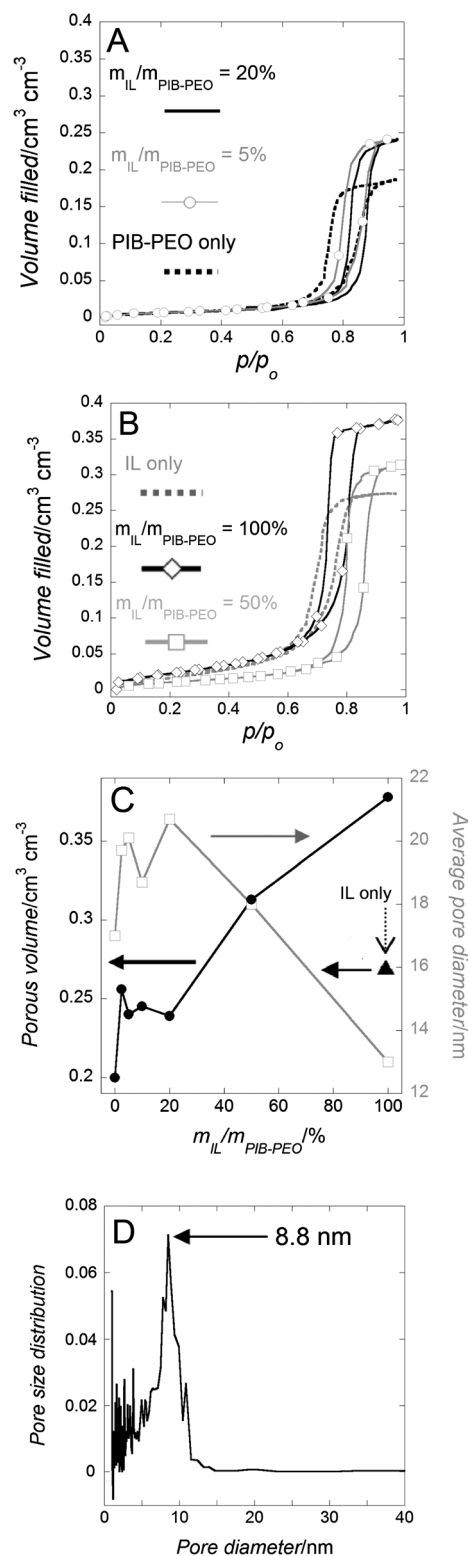 A
m_IL/m_PIB-PEO = 20%
m_IL/m_PIB-PEO = 5%
PIB-PEO only
Volume filled/cm³ cm⁻³
0.4
0.35
0.3
0.25
0.2
0.15
0.1
0.05
0
0 0.2 0.4 0.6 0.8 1
p/p_o
B
IL only
m_IL/m_PIB-PEO = 100%
m_IL/m_PIB-PEO = 50%
Volume filled/cm³ cm⁻³
0.4
0.35
0.3
0.25
0.2
0.15
0.1
0.05
0
0 0.2 0.4 0.6 0.8 1
p/p_o
C
IL only
Porous volume/cm³ cm⁻³
0.35
0.3
0.25
0.2
22
20
18
16
14
12
Average pore diameter/nm
0 20 40 60 80 100
m_IL/m_PIB-PEO/%
D
8.8 nm
Pore size distribution
0.08
0.06
0.04
0.02
0
0 10 20 30 40
Pore diameter/nm